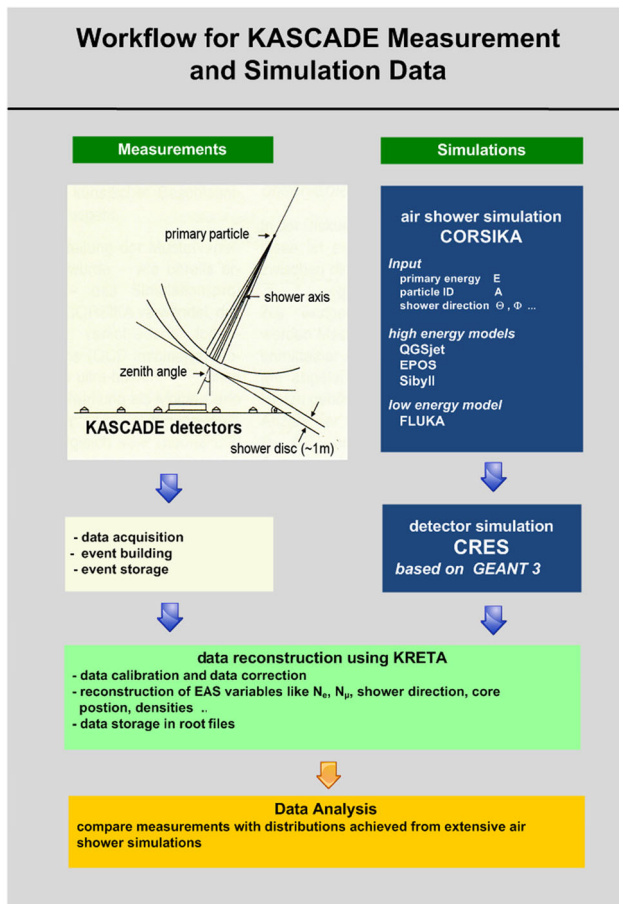 Workflow for KASCADE Measurement
and Simulation Data
Measurements
primary particle
shower axis
zenith angle
KASCADE detectors
shower disc (~1m)
- data acquisition
- event building
- event storage
Simulations
air shower simulation
CORSIKA
Input
primary energy E
particle ID A
shower direction Θ , Φ ...
high energy models
QGSjet
EPOS
Sibyll
low energy model
FLUKA
detector simulation
CRES
based on GEANT 3
data reconstruction using KRETA
- data calibration and data correction
- reconstruction of EAS variables like Nₑ, Nμ, shower direction, core
postion, densities ..
- data storage in root files
Data Analysis
compare measurements with distributions achieved from extensive air
shower simulations